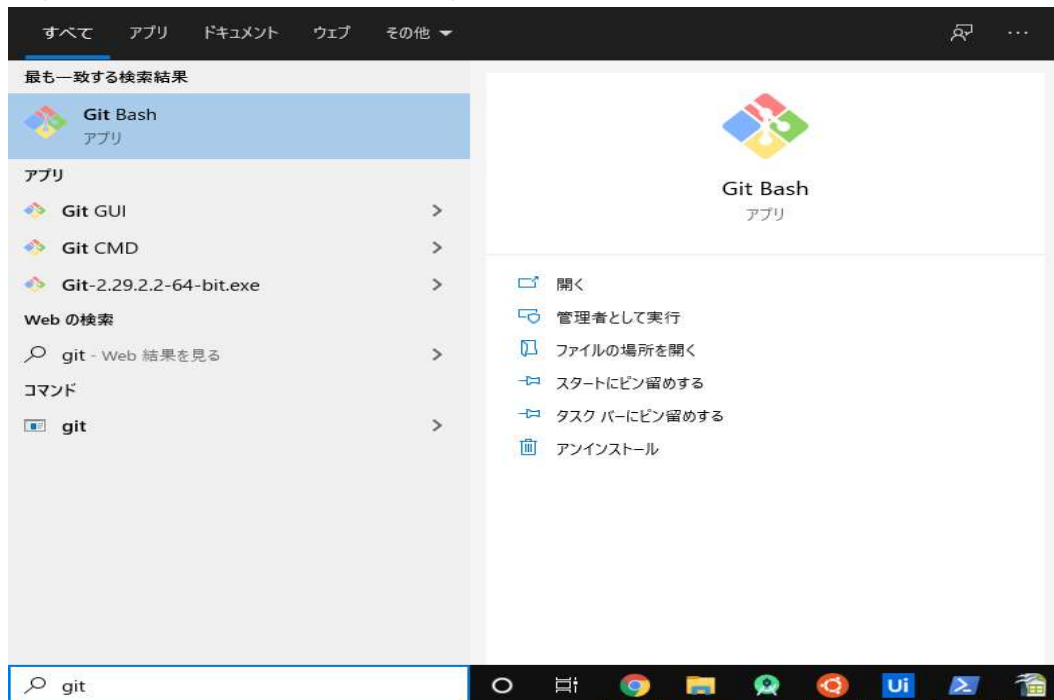 すべて アプリ ドキュメント ウェブ その他
最も一致する検索結果
Git Bash
アプリ
アプリ
Git GUI
Git CMD
Git-2.29.2.2-64-bit.exe
Web の検索
git - Web 結果を見る
コマンド
git
Git Bash
アプリ
開く
管理者として実行
ファイルの場所を開く
スタートにピン留めする
タスク バーにピン留めする
アンインストール
git
Ui